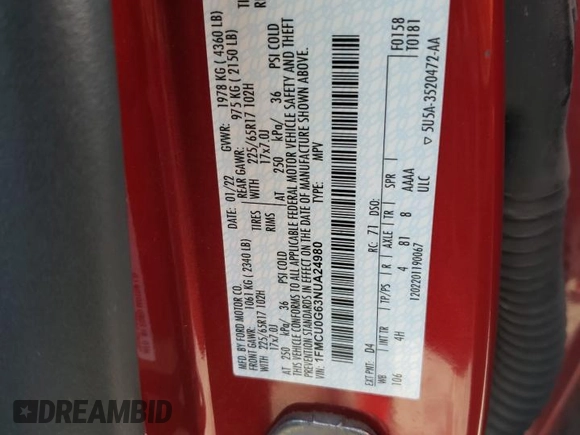 MFD. BY FORD MOTOR CO.
DATE: 01/22 GVWR: 1978 KG ( 4360 LB)
FRONT GAWR: 1061 KG ( 2340 LB) REAR GAWR: 975 KG ( 2150 LB)
225/65R17 102H TIRES WITH 225/65R17 102H
17x7.0J RIMS 17x7.0J
AT 250 kPa/ 36 PSI COLD AT 250 kPa/ 36 PSI COLD
THIS VEHICLE CONFORMS TO ALL APPLICABLE FEDERAL MOTOR VEHICLE SAFETY AND THEFT
PREVENTION STANDARDS IN EFFECT ON THE DATE OF MANUFACTURE SHOWN ABOVE.
VIN: 1FMCU0G63NUA24980 TYPE: MPV
F0158
T0181
EXT PNT: D4 RC: 71 DSO:
WB INT TR TP/PS R AXLE TR SPR
106 4H 4 81 8 AAAA
1202201190067 ULC
▽ 5U5A-3520472-AA
DREAMBID